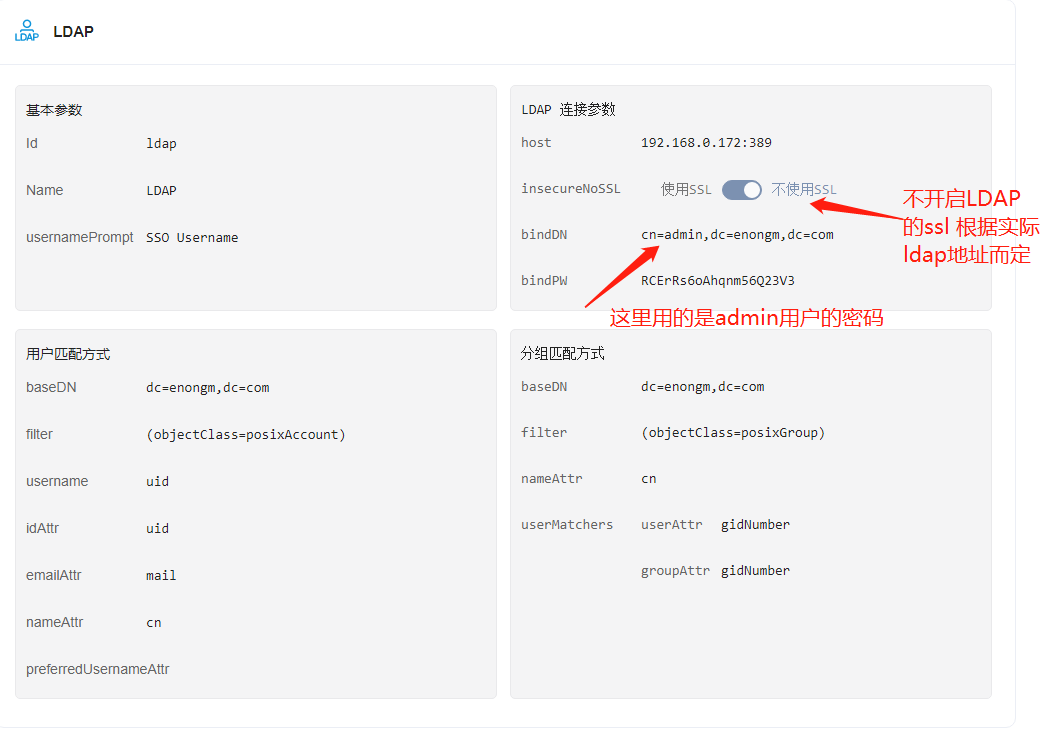 LDAP
LDAP
基本参数
Id ldap
Name LDAP
usernamePrompt SSO Username
LDAP 连接参数
host 192.168.0.172:389
insecureNoSSL 使用SSL 不使用SSL
bindDN cn=admin,dc=enongm,dc=com
bindPW RCErRs6oAhqnm56Q23V3
不开启LDAP
的ssl 根据实际
ldap地址而定
这里用的是admin用户的密码
用户匹配方式
baseDN dc=enongm,dc=com
filter (objectClass=posixAccount)
username uid
idAttr uid
emailAttr mail
nameAttr cn
preferredUsernameAttr
分组匹配方式
baseDN dc=enongm,dc=com
filter (objectClass=posixGroup)
nameAttr cn
userMatchers userAttr gidNumber
groupAttr gidNumber